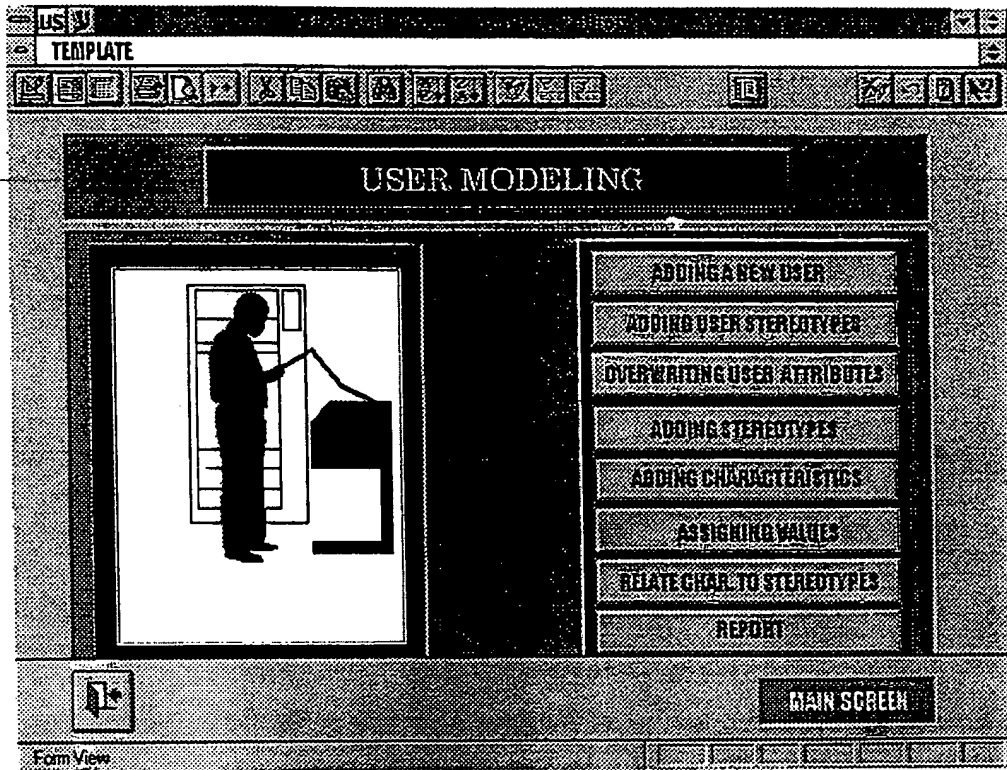 TEMPLATE
USER MODELING
ADDING A NEW USER
ADDING USER STEREOTYPES
OVERWRITING USER ATTRIBUTES
ADDING STEREOTYPES
ADDING CHARACTERISTICS
ASSIGNING VALUES
RELATE CHAR. TO STEREOTYPES
REPORT
MAIN SCREEN
Form View